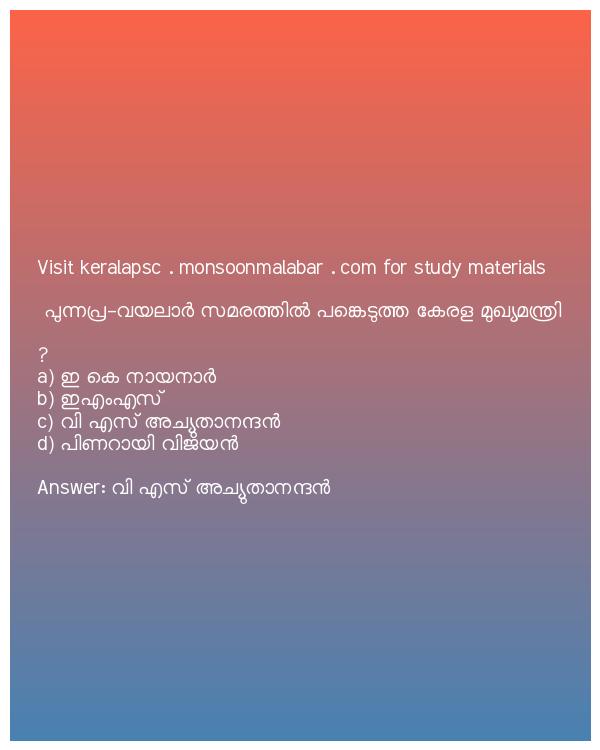 Visit keralapsc . monsoonmalabar . com for study materials
പുന്നപ്ര-വയലാർ സമരത്തിൽ പങ്കെടുത്ത കേരള മുഖ്യമന്ത്രി
?
a) ഇ കെ നായനാർ
b) ഇഎംഎസ്
c) വി എസ് അച്യുതാനന്ദൻ
d) പിണറായി വിജയൻ
Answer: വി എസ് അച്യുതാനന്ദൻ